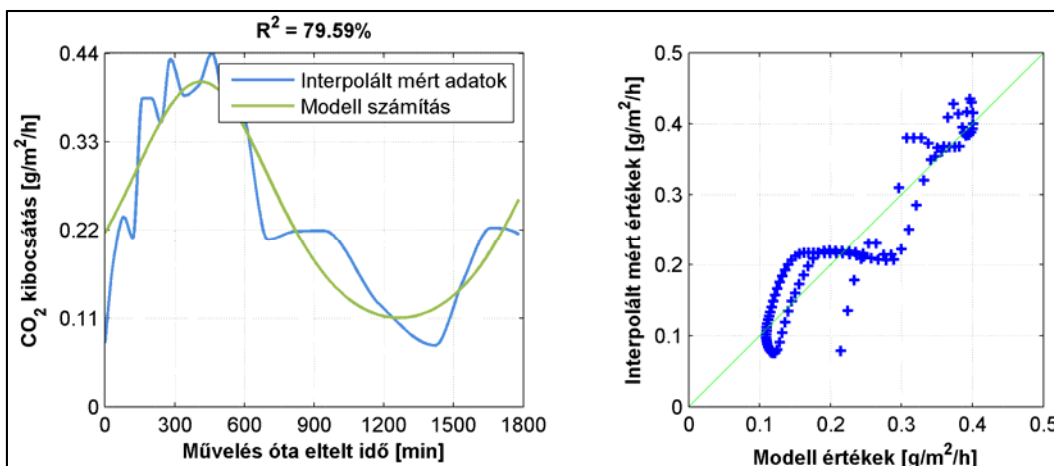 R² = 79.59%
CO₂ kibocsátás [g/m²/h]
0.44
0.33
0.22
0.11
0
Interpolált mért adatok
Modell számítás
0 300 600 900 1200 1500 1800
Művelés óta eltelt idő [min]
Interpolált mért értékek [g/m²/h]
0.5
0.4
0.3
0.2
0.1
0
0 0.1 0.2 0.3 0.4 0.5
Modell értékek [g/m²/h]